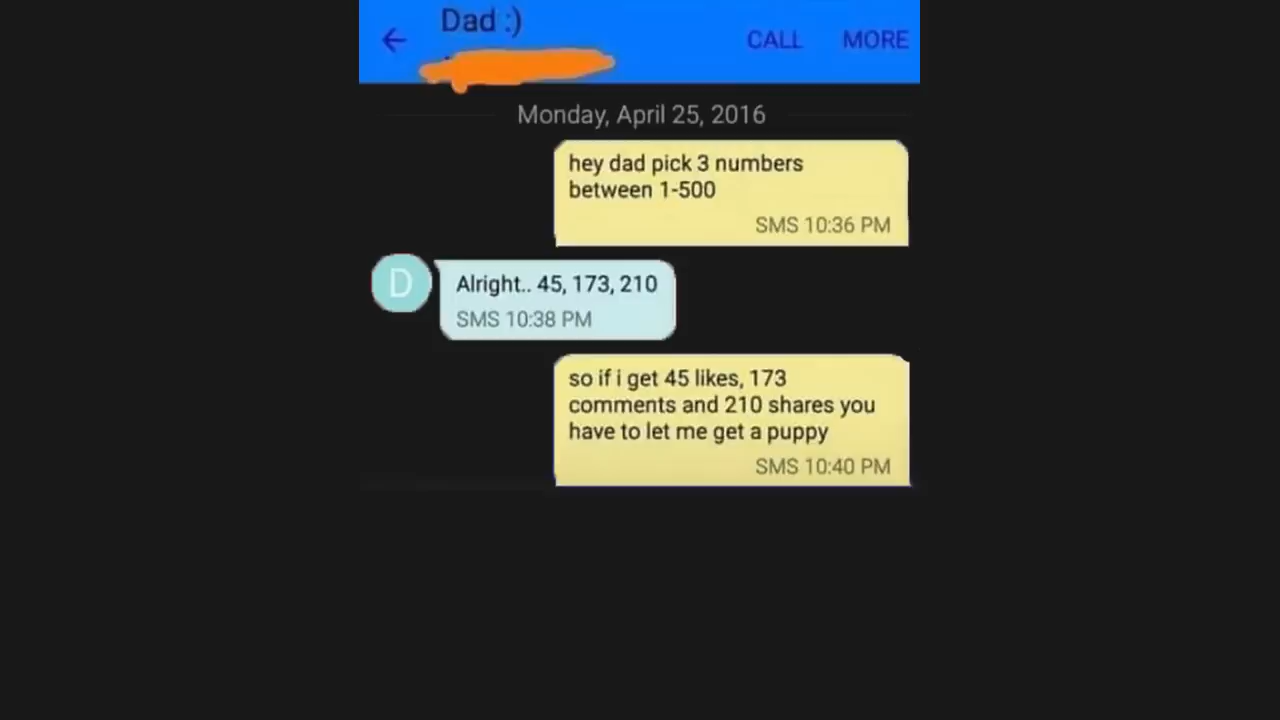 Dad :)
CALL MORE
Monday, April 25, 2016
hey dad pick 3 numbers
between 1-500
SMS 10:36 PM
D
Alright.. 45, 173, 210
SMS 10:38 PM
so if i get 45 likes, 173
comments and 210 shares you
have to let me get a puppy
SMS 10:40 PM